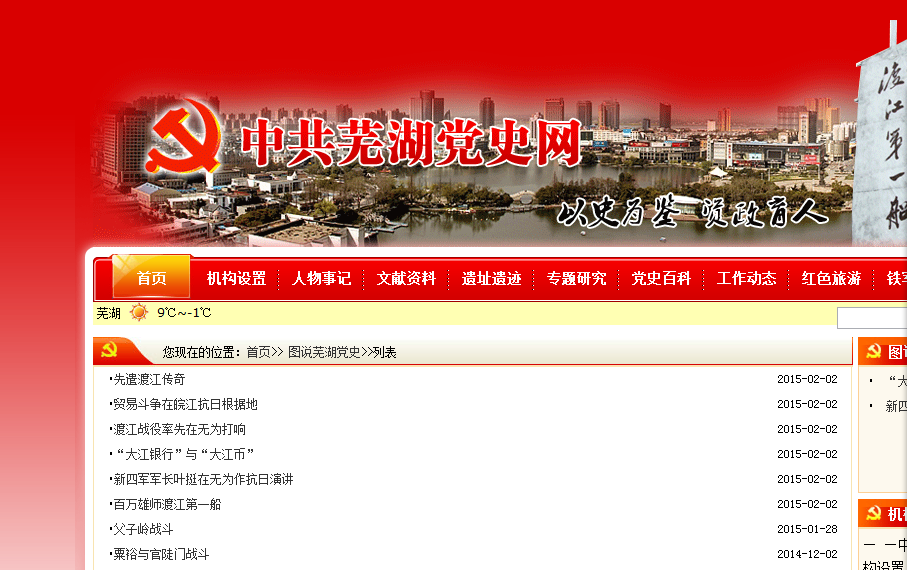 中共芜湖党史网
以史为鉴 资政育人
渡江第一船
首页 机构设置 人物事记 文献资料 遗址遗迹 专题研究 党史百科 工作动态 红色旅游 铁军
芜湖 9℃~-1℃
您现在的位置：首页>> 图说芜湖党史>>列表
·先遣渡江传奇 2015-02-02
·贸易斗争在皖江抗日根据地 2015-02-02
·渡江战役率先在无为打响 2015-02-02
·“大江银行”与“大江币” 2015-02-02
·新四军军长叶挺在无为作抗日演讲 2015-02-02
·百万雄师渡江第一船 2015-02-02
·父子岭战斗 2015-01-28
·粟裕与官陡门战斗 2014-12-02
图说
· “大
· 新四
机构
一 一中
构设置